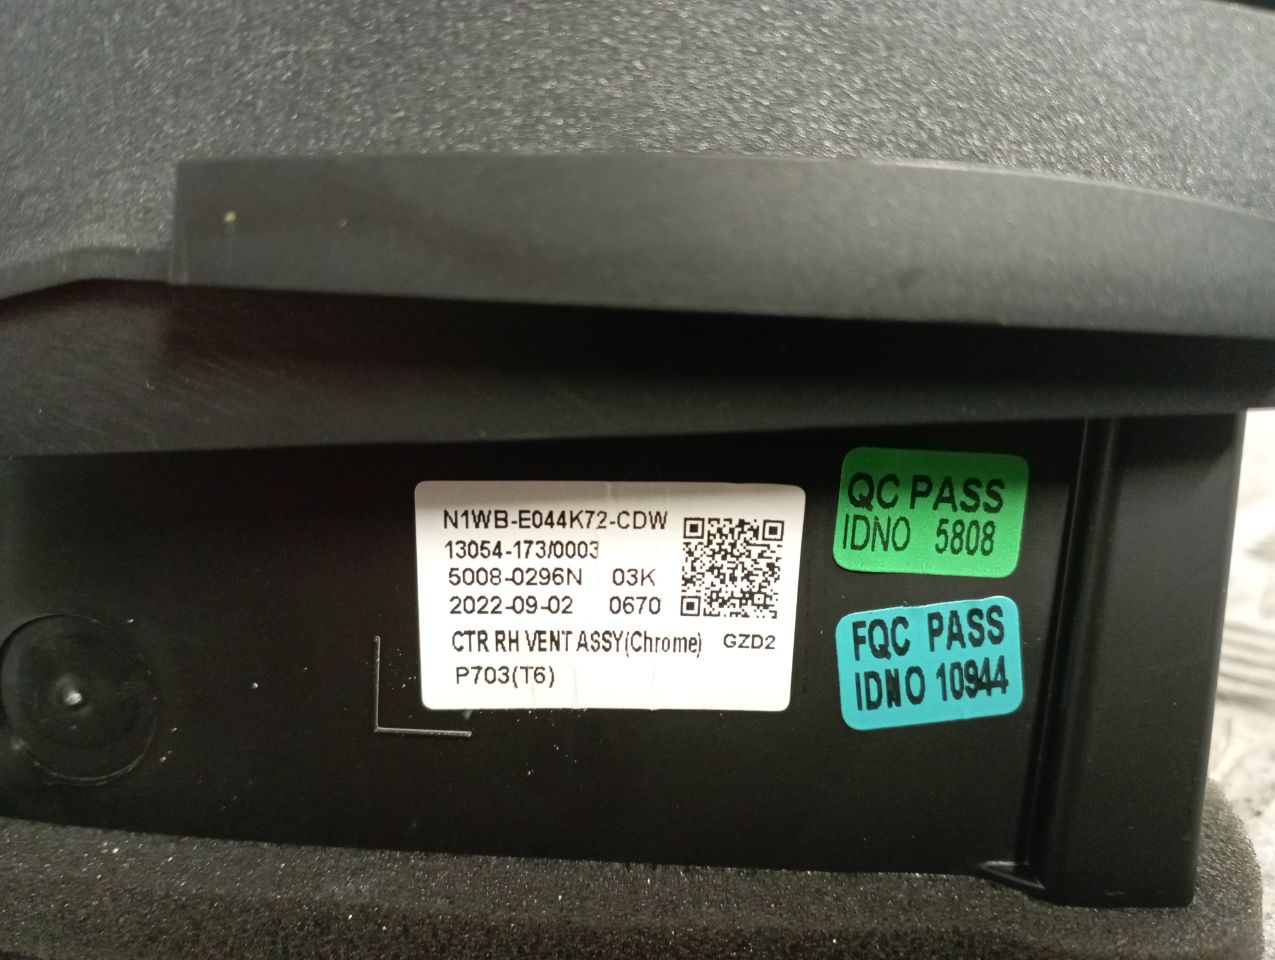 N1WB-E044K72-CDW
13054-173/0003
5008-0296N 03K
2022-09-02 0670
CTR RH VENT ASSY(Chrome) GZD2
P703(T6)
QC PASS
IDNO 5808
FQC PASS
IDNO 10944